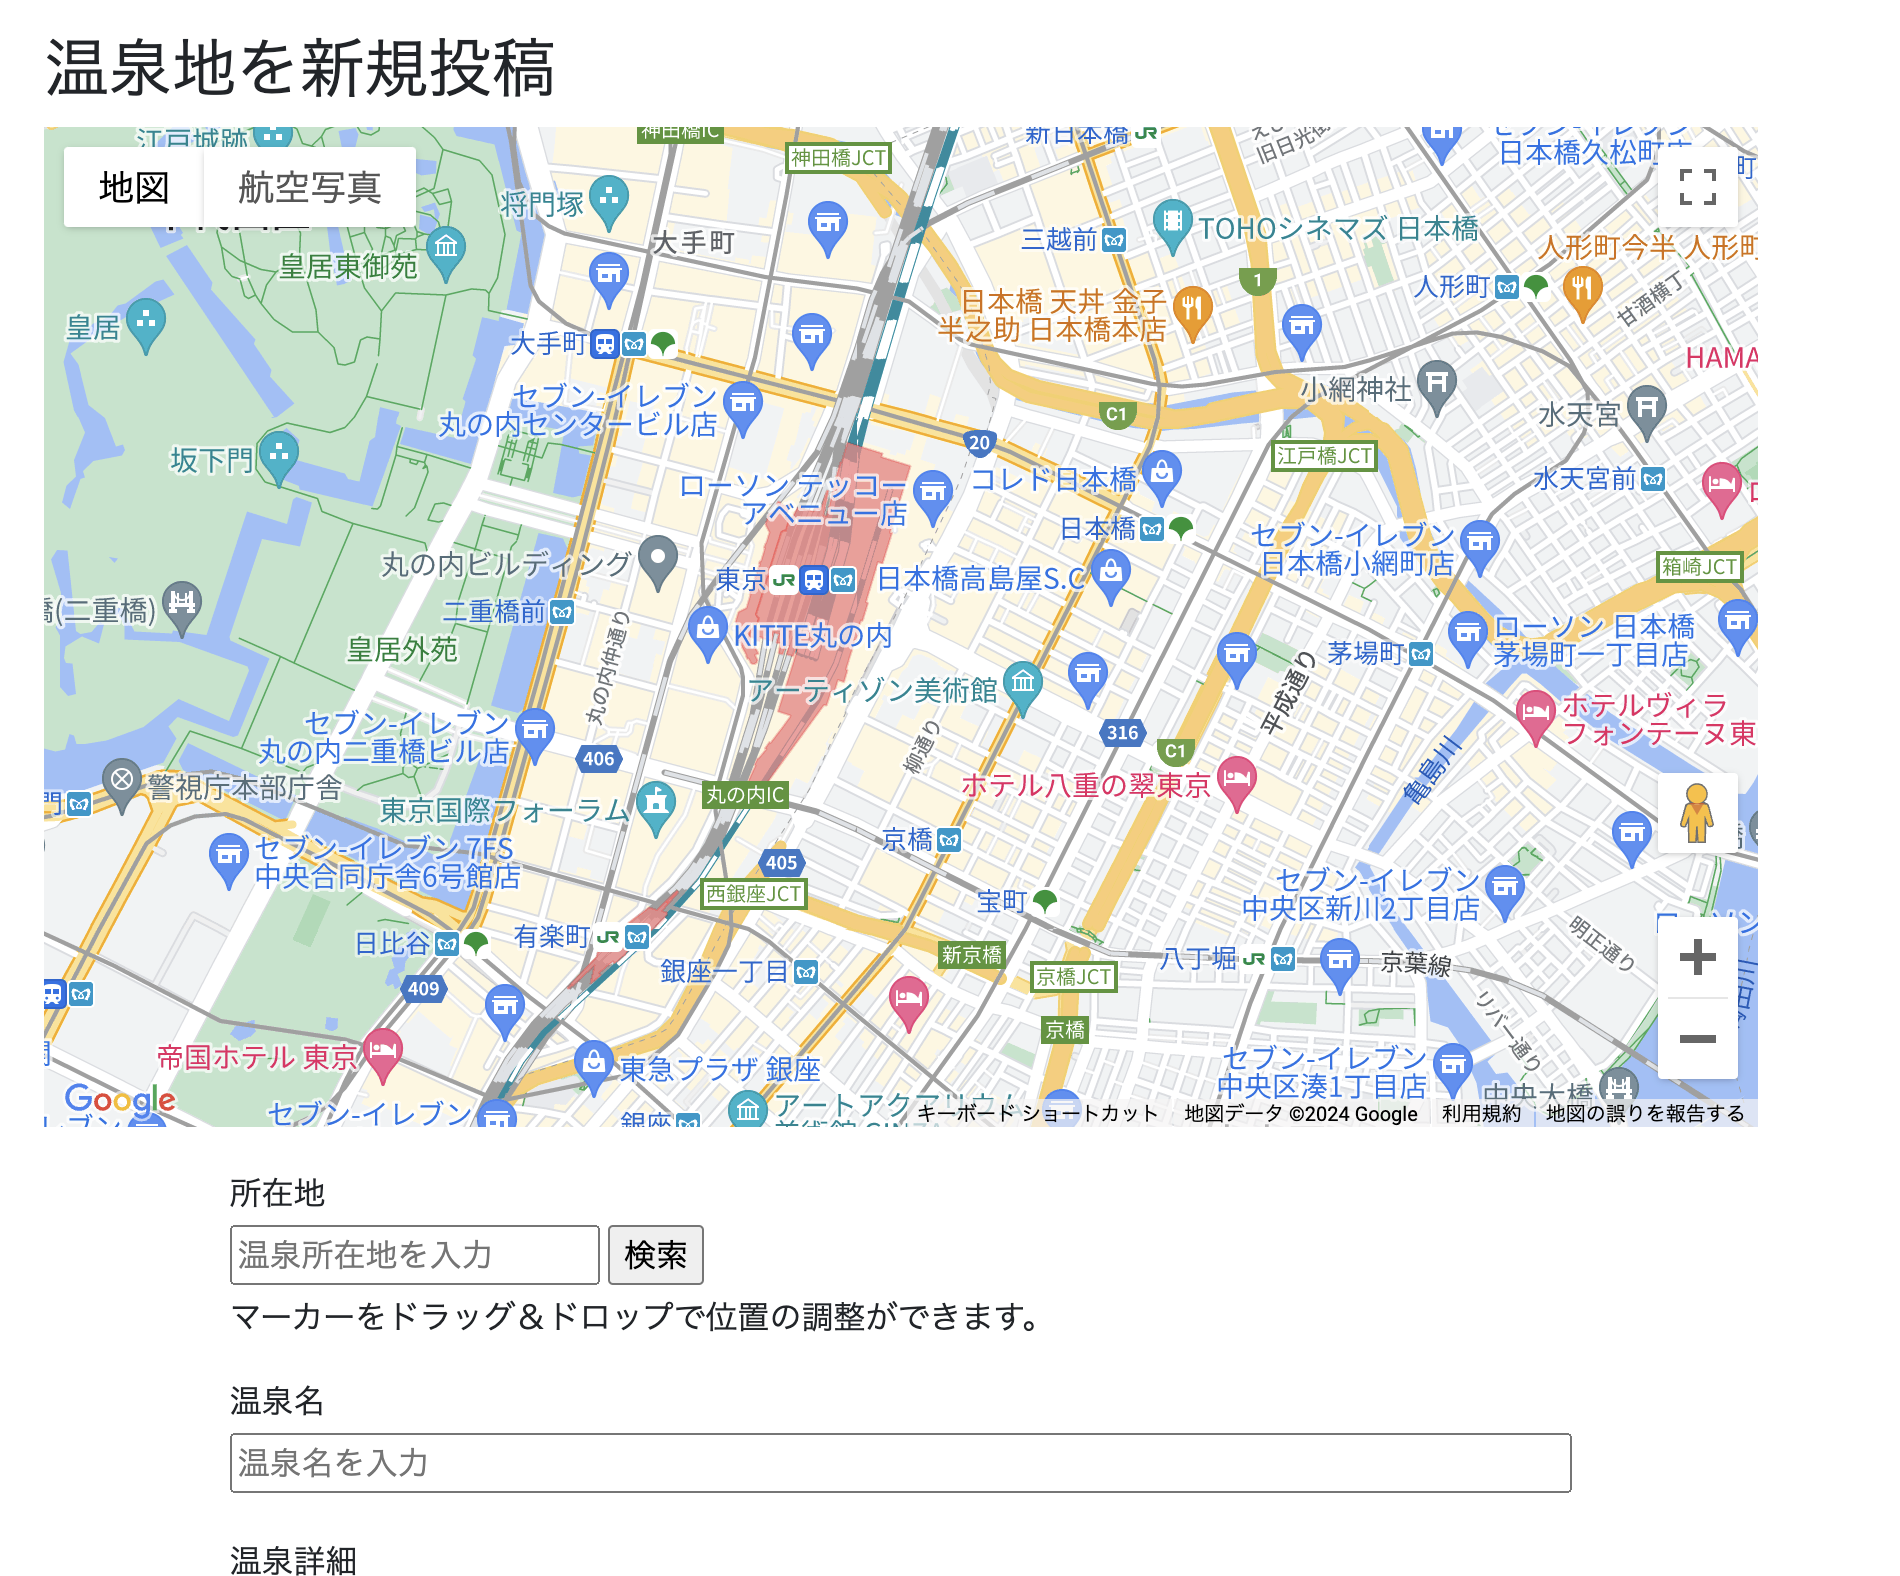 温泉地を新規投稿
江戸城跡
神田橋IC
神田橋JCT
新日本橋
旧日光街
セブン-イレブン
日本橋久松町店
町
地図
航空写真
将門塚
大手町
三越前
TOHOシネマズ 日本橋
人形町今半 人形町
皇居東御苑
人形町
甘酒横丁
皇居
日本橋 天丼 金子
半之助 日本橋本店
1
大手町
HAMA
セブン-イレブン
丸の内センタービル店
小網神社
水天宮
C1
20
坂下門
江戸橋JCT
ローソン テッコー
アベニュー店
コレド日本橋
水天宮前
日本橋
セブン-イレブン
日本橋小網町店
丸の内ビルディング
東京
日本橋高島屋S.C
箱崎JCT
橋(二重橋)
二重橋前
丸の内仲通り
KITTE丸の内
ローソン 日本橋
茅場町一丁目店
皇居外苑
茅場町
アーティゾン美術館
平成通り
ホテルヴィラ
フォンテーヌ東
セブン-イレブン
丸の内二重橋ビル店
柳通り
316
C1
406
亀島川
警視庁本部庁舎
門
東京国際フォーラム
丸の内IC
ホテル八重の翠東京
京橋
セブン-イレブン 7FS
中央合同庁舎6号館店
405
西銀座JCT
セブン-イレブン
中央区新川2丁目店
宝町
日比谷
有楽町
新京橋
明正通り
銀座一丁目
京橋JCT
八丁堀
京葉線
409
リバー通り
京橋
帝国ホテル 東京
東急プラザ 銀座
セブン-イレブン
中央区湊1丁目店
中央大橋
Google
セブン-イレブン
銀座
アートアクアリウム
キーボード ショートカット
地図データ ©2024 Google
利用規約
地図の誤りを報告する
所在地
温泉所在地を入力
検索
マーカーをドラッグ＆ドロップで位置の調整ができます。
温泉名
温泉名を入力
温泉詳細